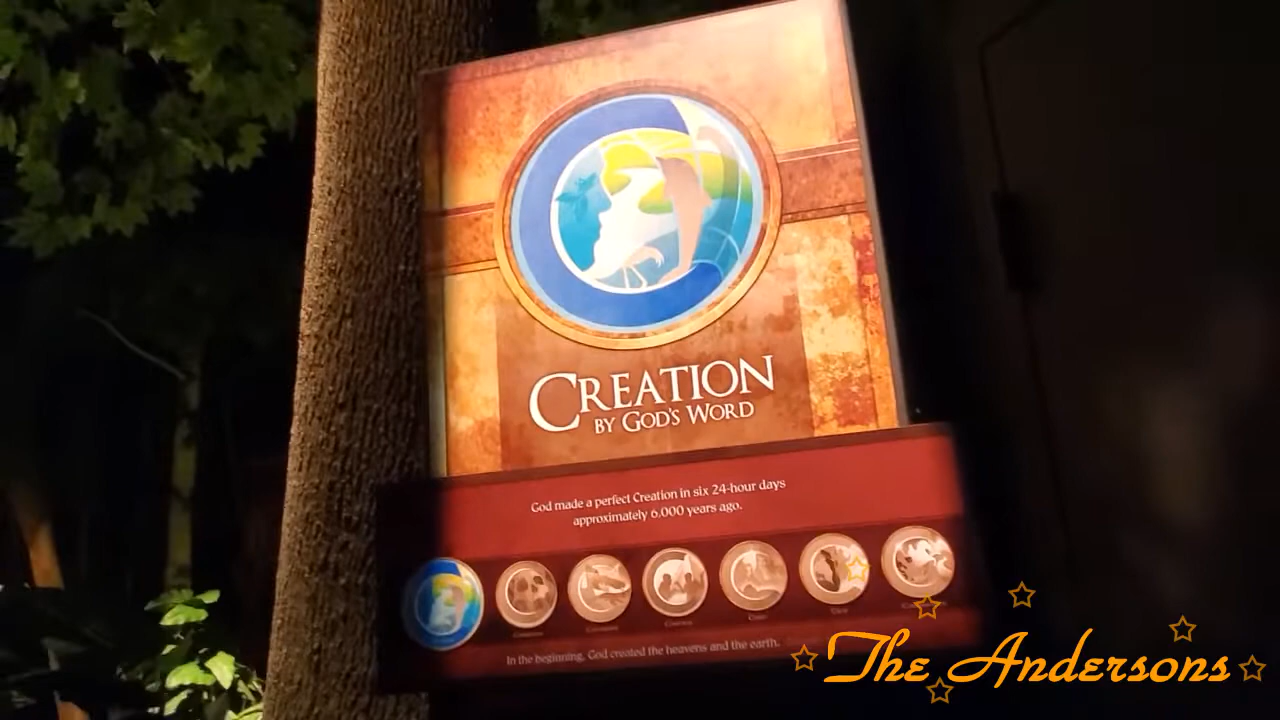 CREATION
BY GOD'S WORD
God made a perfect Creation in six 24-hour days
approximately 6,000 years ago.
In the beginning, God created the heavens and the earth.
The Andersons